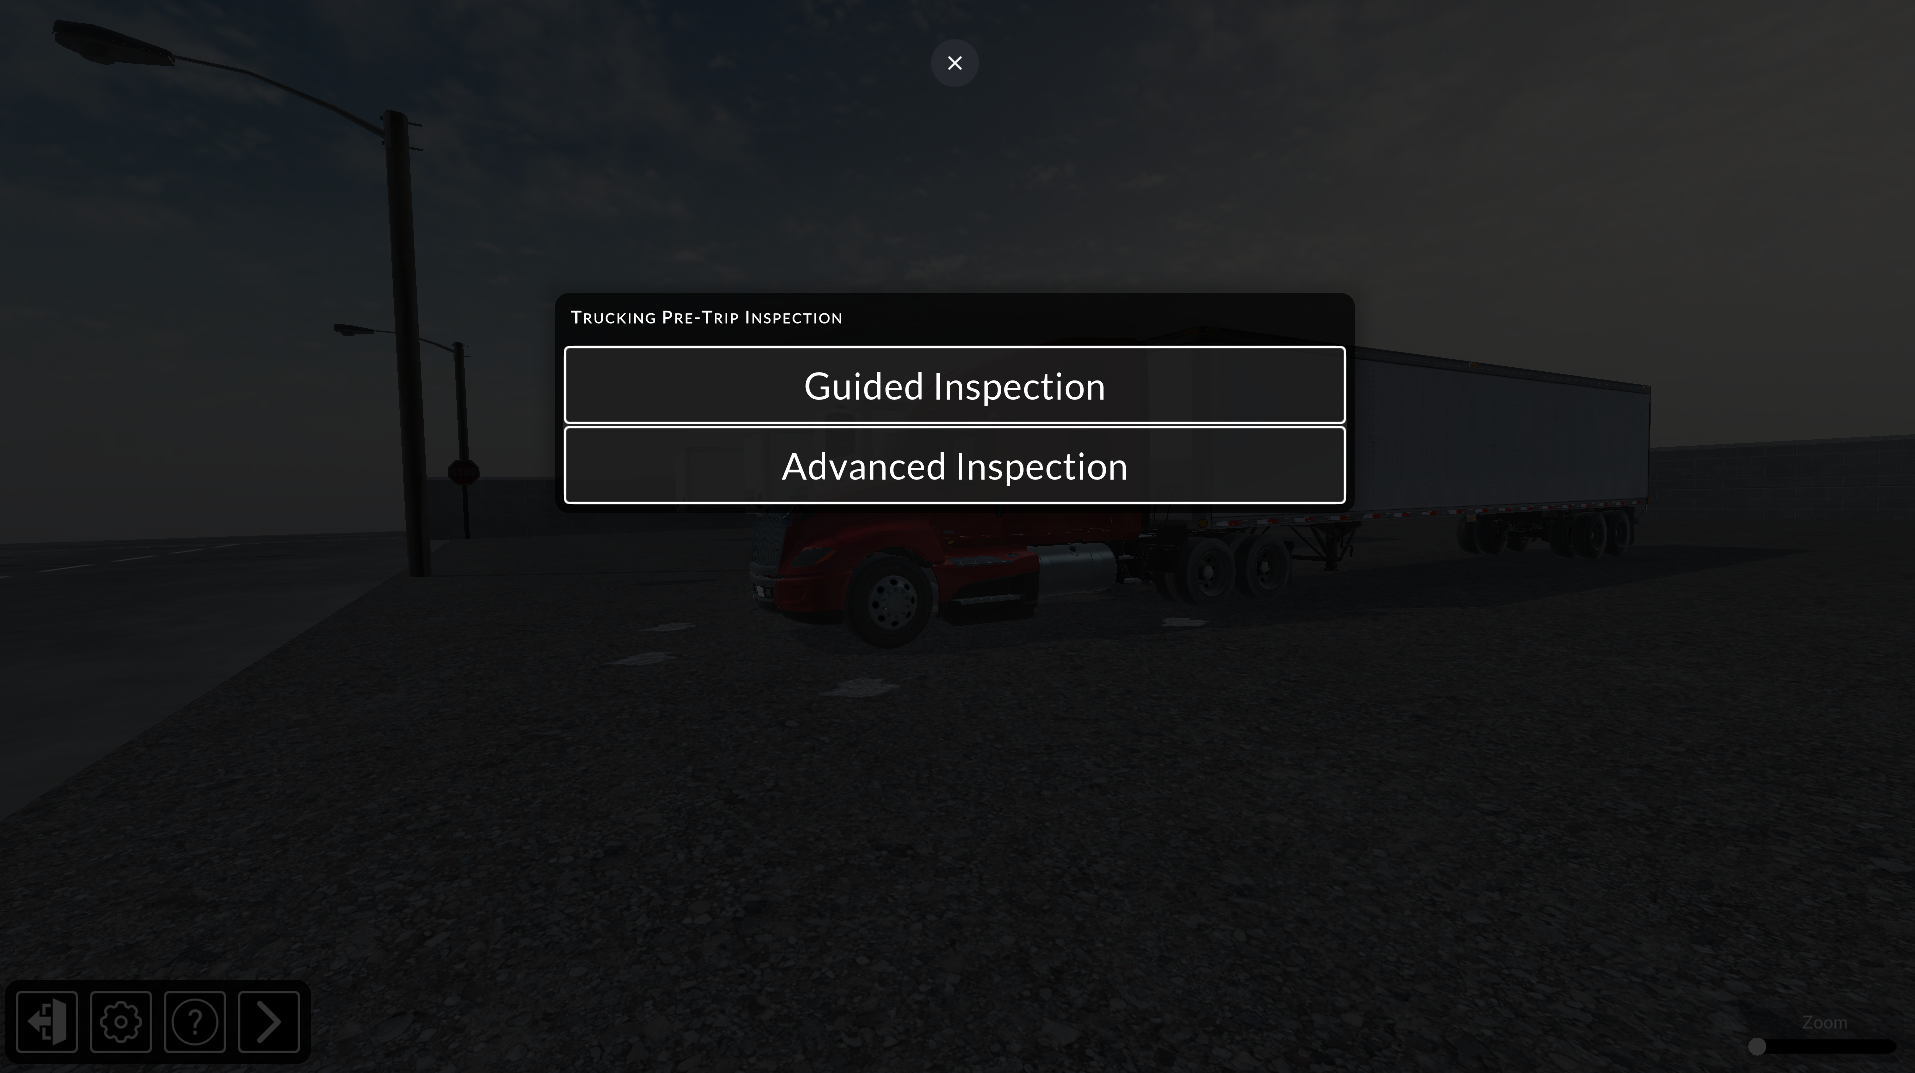 Trucking Pre-Trip Inspection
Guided Inspection
Advanced Inspection
Zoom